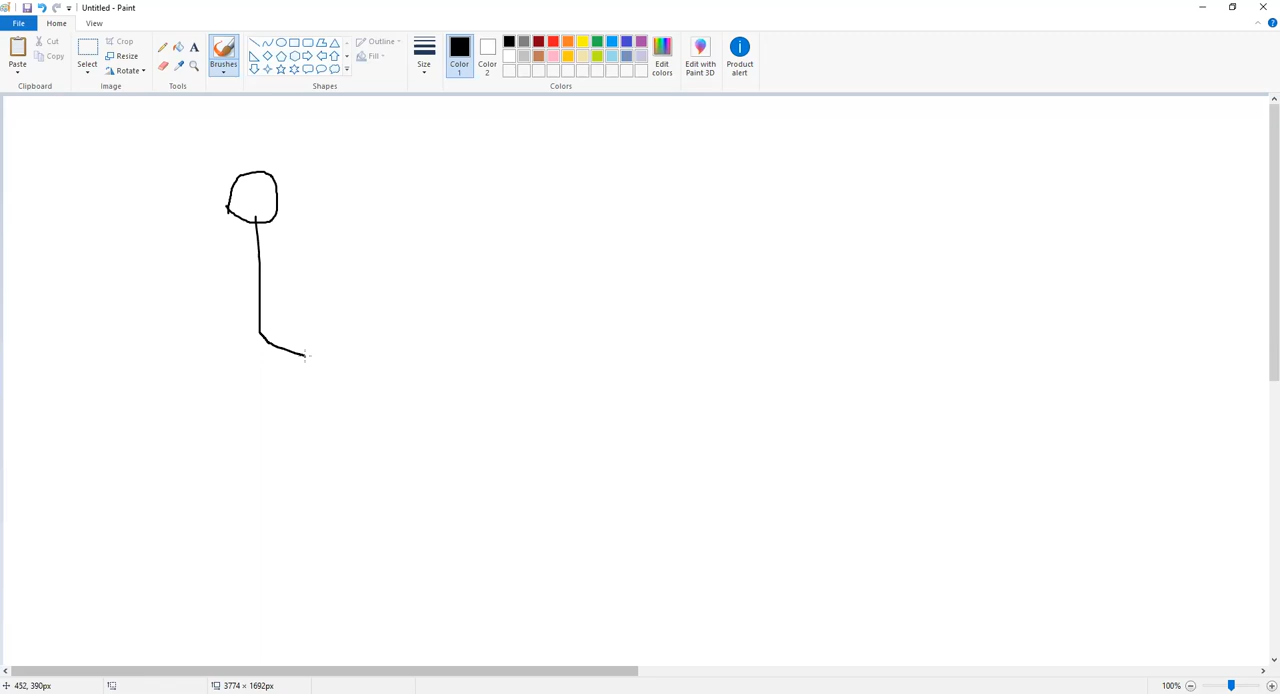 Untitled - Paint
File Home View
Paste Cut Copy Clipboard
Select Crop Resize Rotate Image
A Tools
Brushes
Shapes Outline Fill
Size
Color 1 Color 2 Colors
Edit colors
Edit with Paint 3D
Product alert
452, 390px 3774 × 1692px 100%